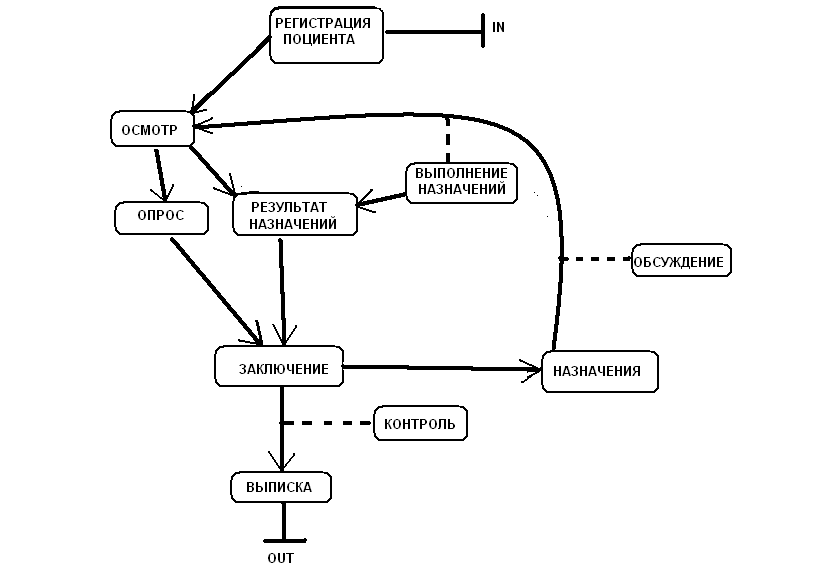 РЕГИСТРАЦИЯ
ПОЦИЕНТА
IN
ОСМОТР
ВЫПОЛНЕНИЕ
НАЗНАЧЕНИЙ
ОПРОС
РЕЗУЛЬТАТ
НАЗНАЧЕНИЙ
ОБСУЖДЕНИЕ
ЗАКЛЮЧЕНИЕ
НАЗНАЧЕНИЯ
КОНТРОЛЬ
ВЫПИСКА
OUT